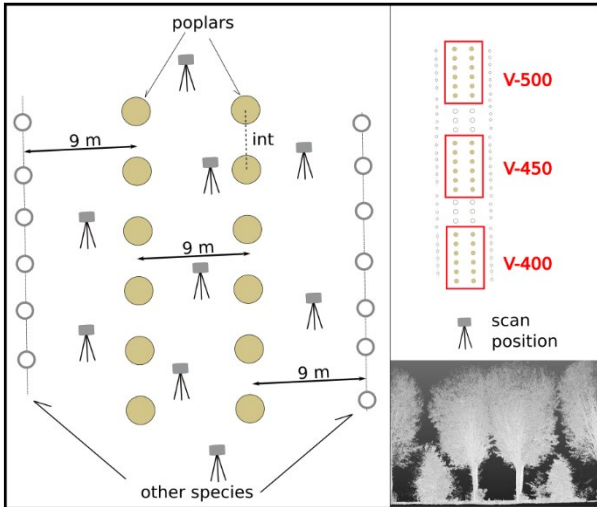 poplars
int
9 m
9 m
9 m
other species
V-500
V-450
V-400
scan
position